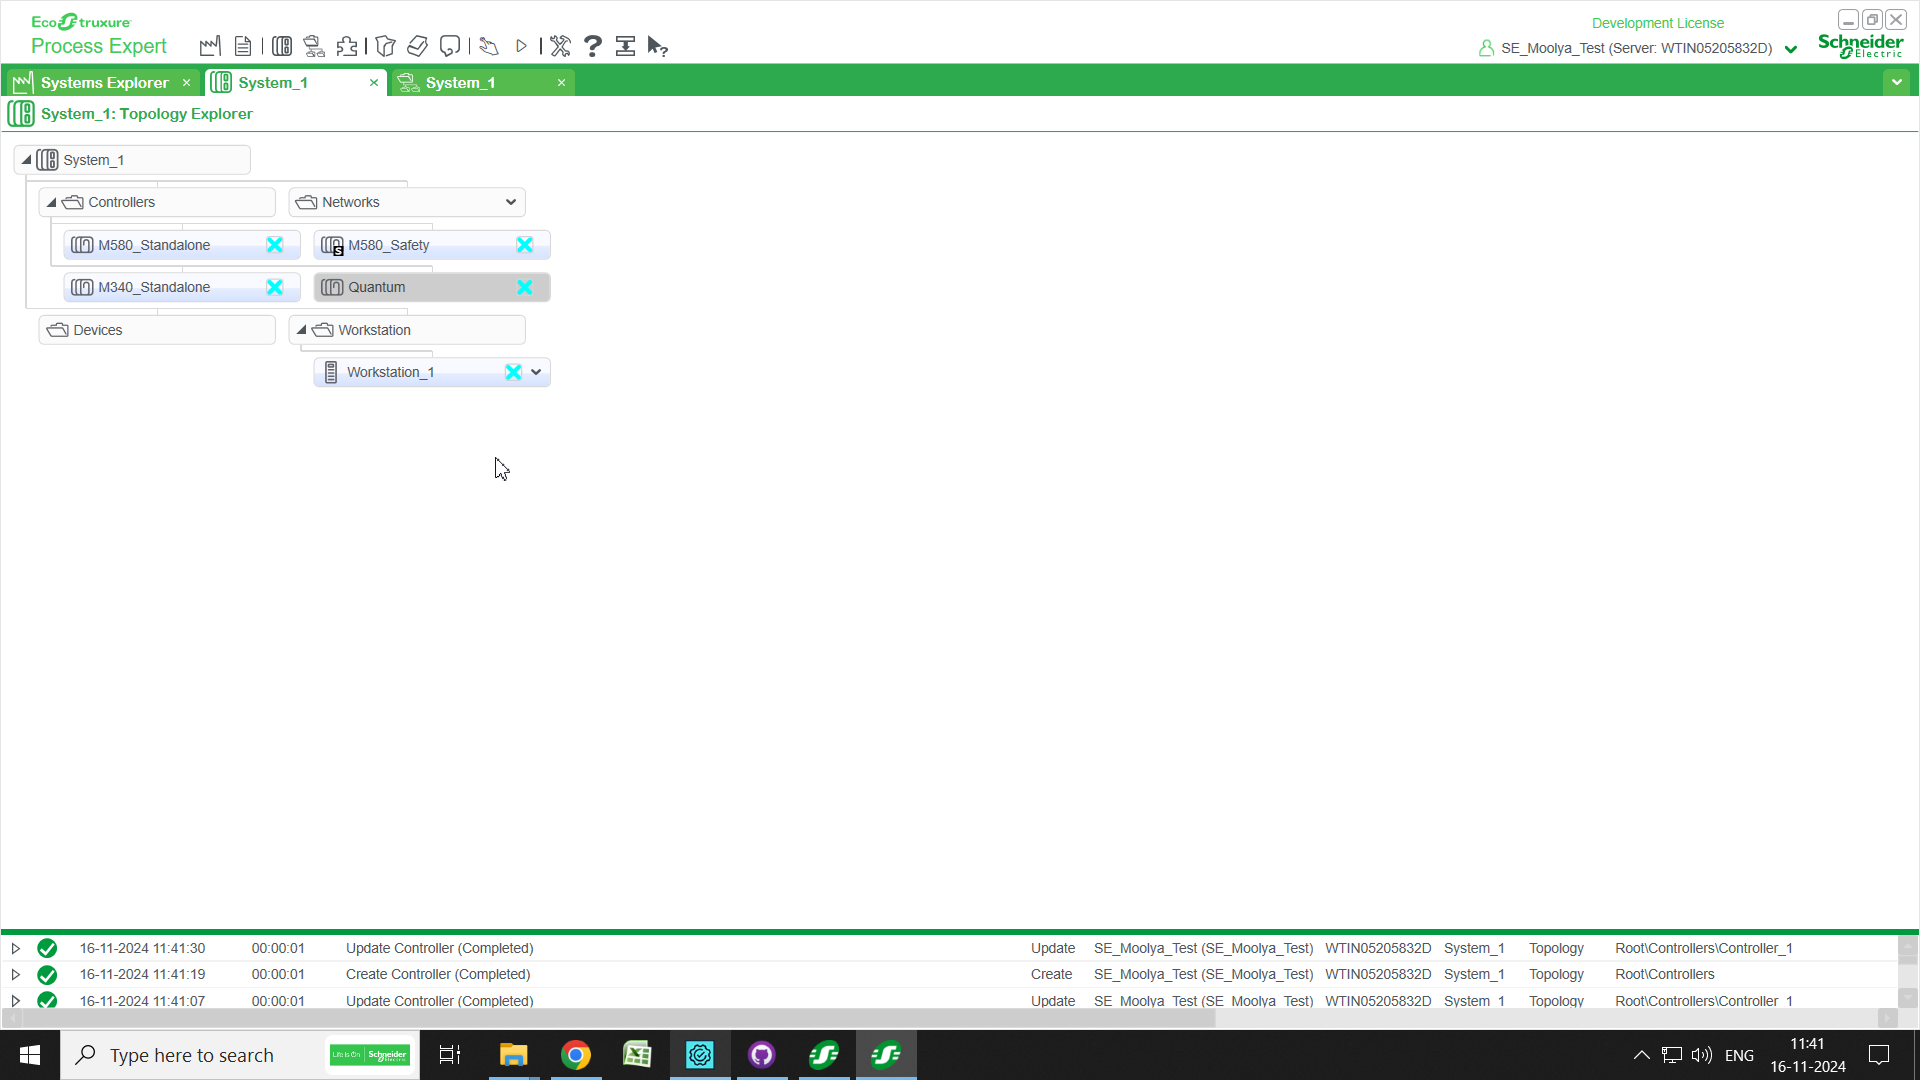 EcoStruxure
Process Expert
Development License
SE_Moolya_Test (Server: WTIN05205832D)
Schneider
Electric
Systems Explorer
System_1
System_1
System_1: Topology Explorer
System_1
Controllers
Networks
M580_Standalone
S
M580_Safety
M340_Standalone
Quantum
Devices
Workstation
Workstation_1
16-11-2024 11:41:30 00:00:01 Update Controller (Completed) Update SE_Moolya_Test (SE_Moolya_Test) WTIN05205832D System_1 Topology Root\Controllers\Controller_1
16-11-2024 11:41:19 00:00:01 Create Controller (Completed) Create SE_Moolya_Test (SE_Moolya_Test) WTIN05205832D System_1 Topology Root\Controllers
16-11-2024 11:41:07 00:00:01 Update Controller (Completed) Update SE_Moolya_Test (SE_Moolya_Test) WTIN05205832D System_1 Topology Root\Controllers\Controller_1
Type here to search
Life Is On Schneider
ENG
11:41
16-11-2024